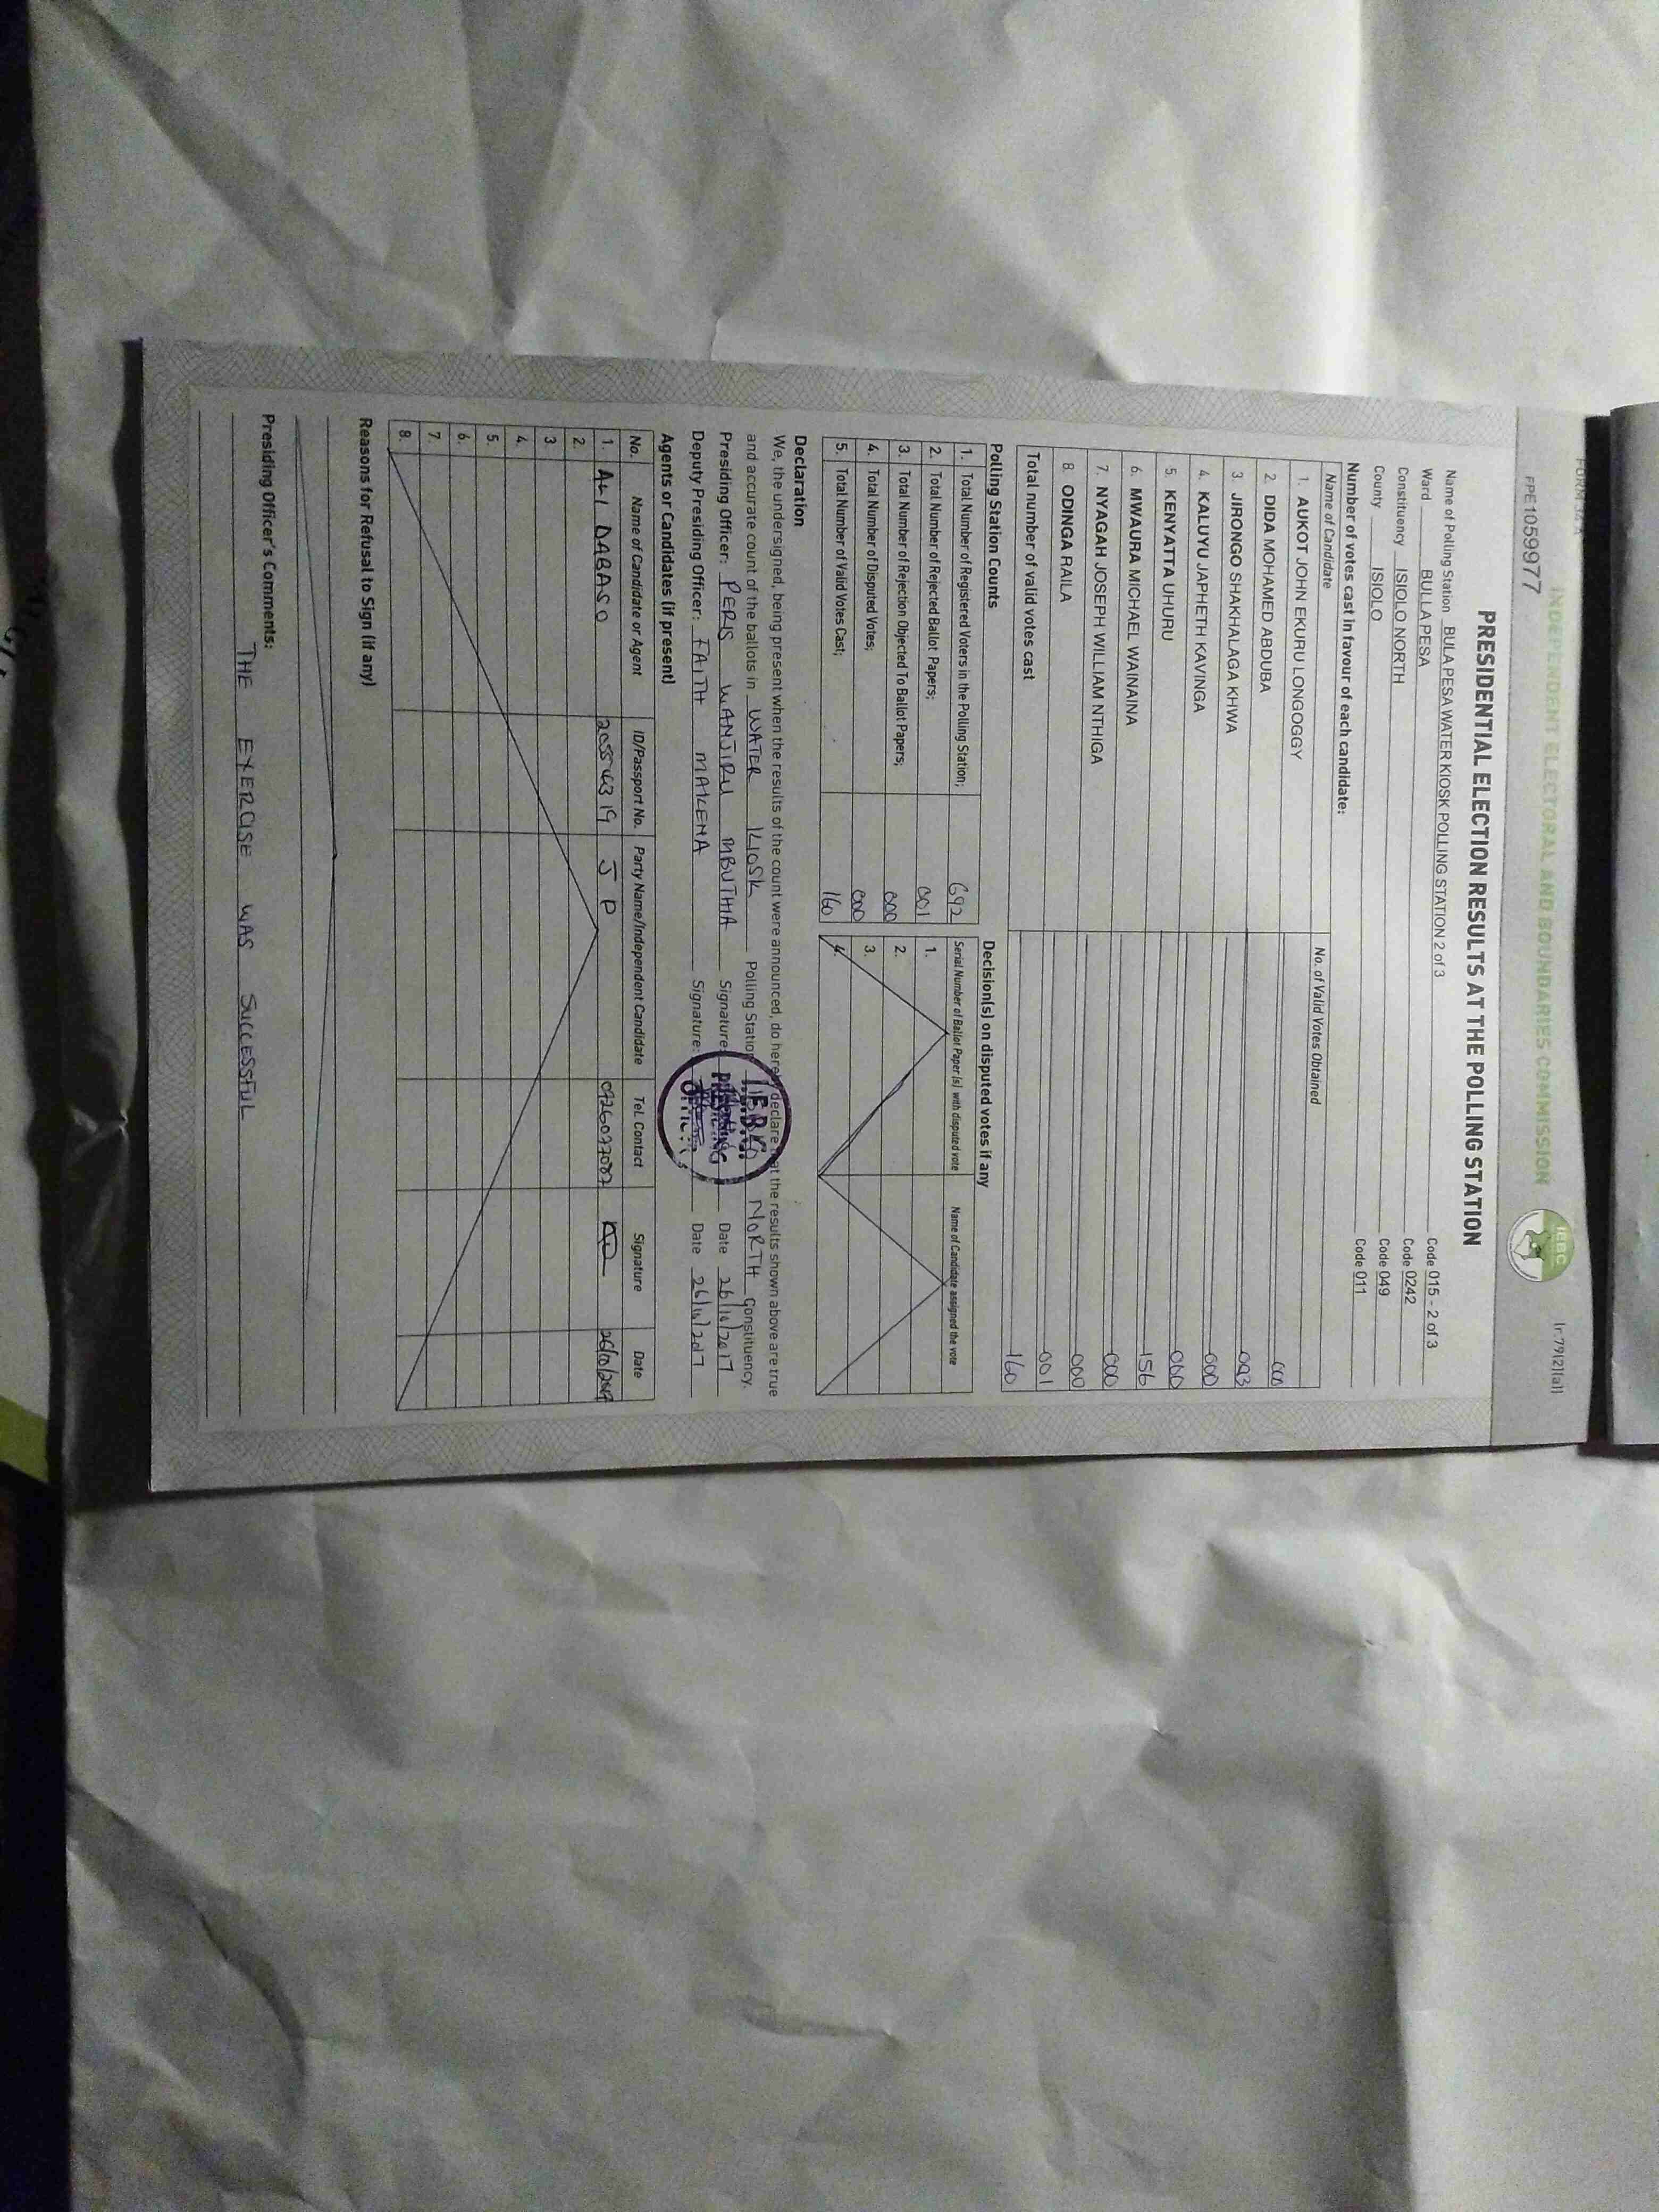 FORM 34 A
INDEPENDENT ELECTORAL AND BOUNDARIES COMMISSION
IEBC
(r.79(2)(a))
FPE1059977
PRESIDENTIAL ELECTION RESULTS AT THE POLLING STATION
Name of Polling Station BULA PESA WATER KIOSK POLLING STATION 2 of 3 Code 015 - 2 of 3
Ward BULLA PESA Code 0242
Constituency ISIOLO NORTH Code 049
County ISIOLO Code 011
Number of votes cast in favour of each candidate:
Name of Candidate No. of Valid Votes Obtained
1. AUKOT JOHN EKURU LONGOGGY 000
2. DIDA MOHAMED ABDUBA 003
3. JIRONGO SHAKHALAGA KHWA 000
4. KALUYU JAPHETH KAVINGA 000
5. KENYATTA UHURU 156
6. MWAURA MICHAEL WAINAINA 000
7. NYAGAH JOSEPH WILLIAM NTHIGA 000
8. ODINGA RAILA 001
Total number of valid votes cast 160
Polling Station Counts
1. Total Number of Registered Voters in the Polling Station; 692
2. Total Number of Rejected Ballot Papers; 001
3. Total Number of Rejection Objected To Ballot Papers; 000
4. Total Number of Disputed Votes; 000
5. Total Number of Valid Votes Cast; 160
Decision(s) on disputed votes if any
Serial Number of Ballot Paper (s) with disputed vote Name of Candidate assigned the vote
1.
2.
3.
4.
Declaration
We, the undersigned, being present when the results of the count were announced, do hereby declare that the results shown above are true
and accurate count of the ballots in WATER KIOSK Polling Station NORTH Constituency.
Presiding Officer: PERIS WANJIRU MBUTHIA Signature: Date 26/10/2017
Deputy Presiding Officer: FAITH MAKENA Signature: Date 26/10/2017
I.E.B.C.
PRESIDING
OFFICER
Agents or Candidates (if present)
No. Name of Candidate or Agent ID/Passport No. Party Name/Independent Candidate Tel. Contact Signature Date
1. ALI DABASO JP 26/10/2017
2.
3.
4.
5.
6.
7.
8.
Reasons for Refusal to Sign (if any)
Presiding Officer's Comments:
THE EXERCISE WAS SUCCESSFUL